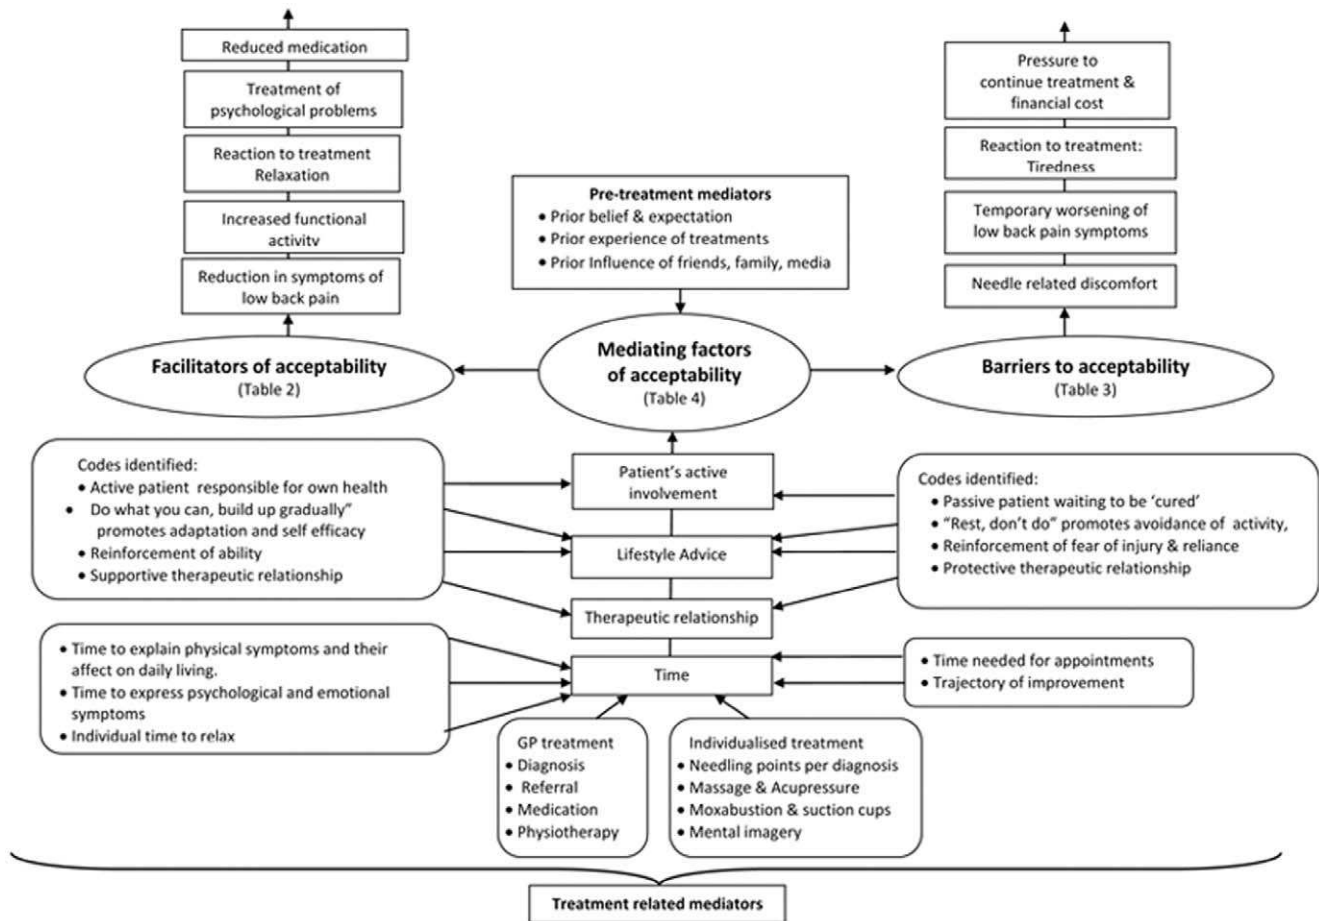 Reduced medication
Treatment of
psychological problems
Reaction to treatment
Relaxation
Increased functional
activity
Reduction in symptoms of
low back pain
Facilitators of acceptability
(Table 2)
Pre-treatment mediators
• Prior belief & expectation
• Prior experience of treatments
• Prior Influence of friends, family, media
Mediating factors
of acceptability
(Table 4)
Pressure to
continue treatment &
financial cost
Reaction to treatment:
Tiredness
Temporary worsening of
low back pain symptoms
Needle related discomfort
Barriers to acceptability
(Table 3)
Codes identified:
• Active patient responsible for own health
• Do what you can, build up gradually”
promotes adaptation and self efficacy
• Reinforcement of ability
• Supportive therapeutic relationship
Patient’s active
involvement
Lifestyle Advice
Therapeutic relationship
Time
Codes identified:
• Passive patient waiting to be ‘cured’
• “Rest, don’t do” promotes avoidance of activity,
• Reinforcement of fear of injury & reliance
• Protective therapeutic relationship
• Time to explain physical symptoms and their
affect on daily living.
• Time to express psychological and emotional
symptoms
• Individual time to relax
• Time needed for appointments
• Trajectory of improvement
GP treatment
• Diagnosis
• Referral
• Medication
• Physiotherapy
Individualised treatment
• Needling points per diagnosis
• Massage & Acupressure
• Moxabustion & suction cups
• Mental imagery
Treatment related mediators